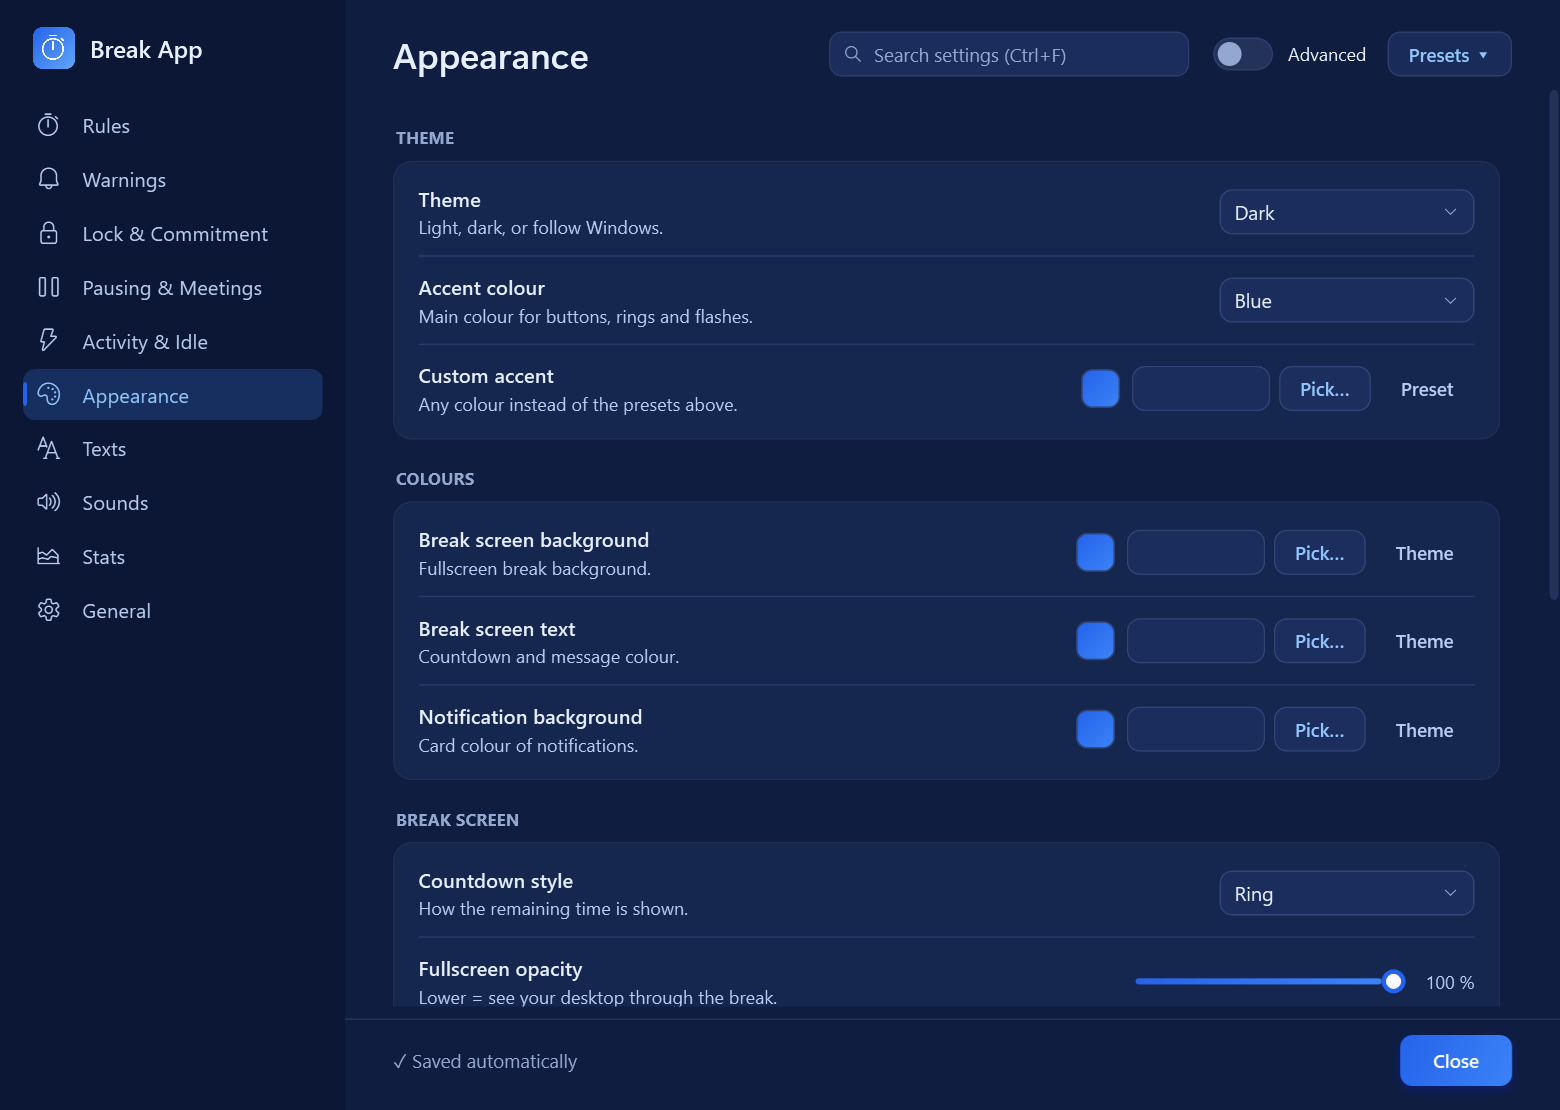 Break App
Rules
Warnings
Lock & Commitment
Pausing & Meetings
Activity & Idle
Appearance
Texts
Sounds
Stats
General
Appearance
Search settings (Ctrl+F)
Advanced
Presets ▾
THEME
Theme
Light, dark, or follow Windows.
Dark
Accent colour
Main colour for buttons, rings and flashes.
Blue
Custom accent
Any colour instead of the presets above.
Pick...
Preset
COLOURS
Break screen background
Fullscreen break background.
Pick...
Theme
Break screen text
Countdown and message colour.
Pick...
Theme
Notification background
Card colour of notifications.
Pick...
Theme
BREAK SCREEN
Countdown style
How the remaining time is shown.
Ring
Fullscreen opacity
Lower = see your desktop through the break.
100 %
✓ Saved automatically
Close